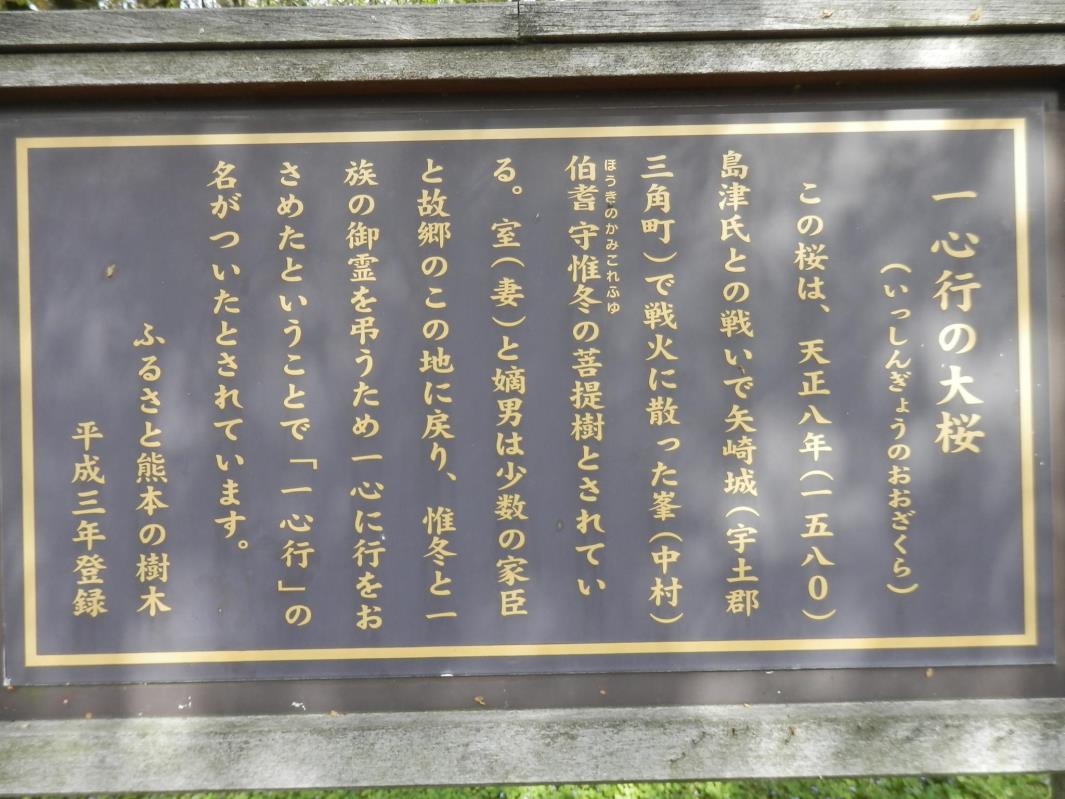 一心行の大桜
（いっしんぎょうのおおざくら）
この桜は、天正八年（一五八０）
島津氏との戦いで矢崎城（宇土郡
三角町）で戦火に散った峯（中村）
ほうきのかみこれふゆ
伯耆守惟冬の菩提樹とされてい
る。室（妻）と嫡男は少数の家臣
と故郷のこの地に戻り、惟冬と一
族の御霊を弔うため一心に行をお
さめたということで「一心行」の
名がついたとされています。
ふるさと熊本の樹木
平成三年登録